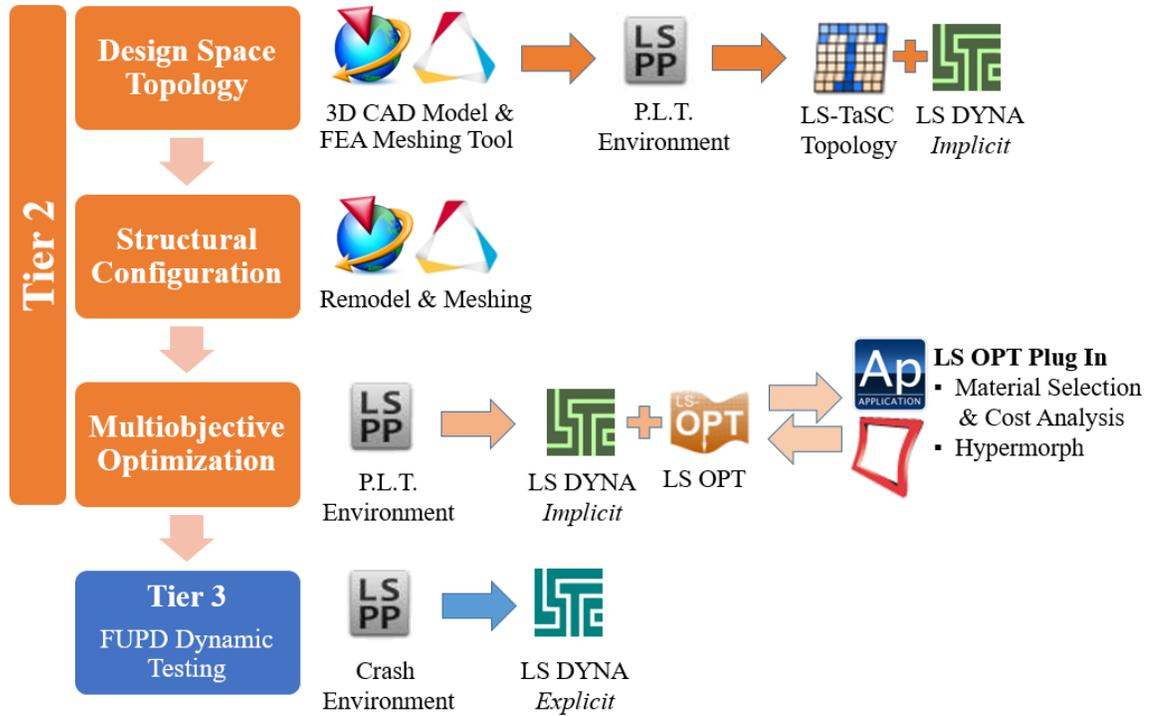 Tier 2
Design Space
Topology
3D CAD Model &
FEA Meshing Tool
LS
PP
P.L.T.
Environment
LS-TaSC
Topology
LS DYNA
Implicit
Structural
Configuration
Remodel & Meshing
Multiobjective
Optimization
LS
PP
P.L.T.
Environment
LS DYNA
Implicit
LS-
OPT
LS OPT
Ap
APPLICATION
LS OPT Plug In
▪ Material Selection
& Cost Analysis
▪ Hypermorph
Tier 3
FUPD Dynamic
Testing
LS
PP
Crash
Environment
LS DYNA
Explicit